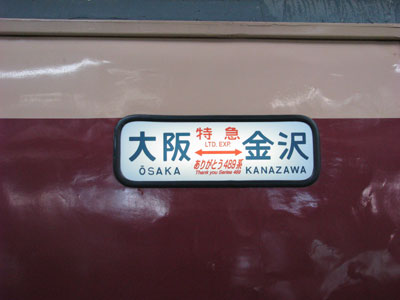 大阪 特急 金沢
LTD. EXP.
ありがとう489系
ŌSAKA Thank you Series 489 KANAZAWA